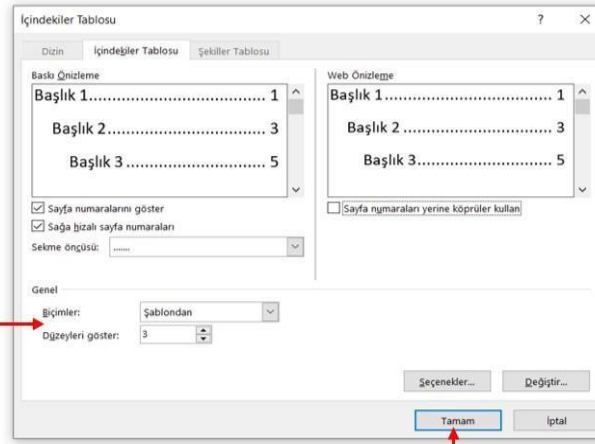 İçindekiler Tablosu
Dizin İçindekiler Tablosu Şekiller Tablosu
Baskı Önizleme
Başlık 1................................ 1
Başlık 2............................. 3
Başlık 3 ............................ 5
Sayfa numaralarını göster
Sağa hizalı sayfa numaraları
Sekme öncüsü: .......
Web Önizleme
Başlık 1................................ 1
Başlık 2 ............................. 3
Başlık 3........................... 5
Sayfa numaraları yerine köprüler kullan
Genel
Biçimler: Şablondan
Düzeyleri göster: 3
Seçenekler... Değiştir...
Tamam İptal